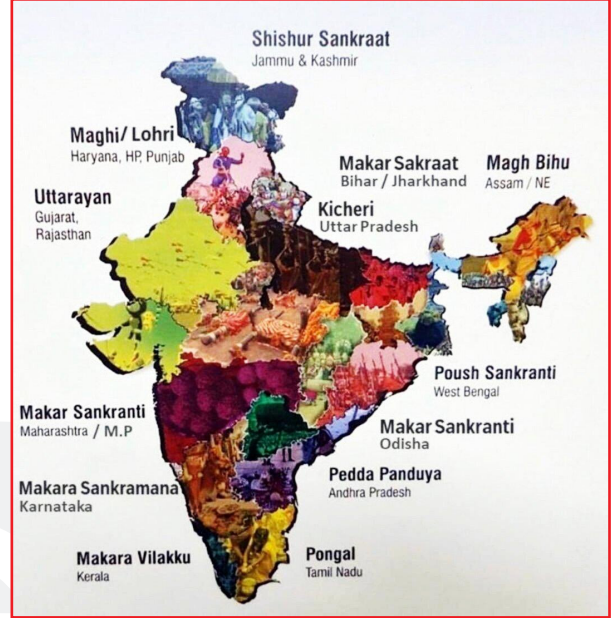 Shishur Sankraat
Jammu & Kashmir
Maghi/ Lohri
Haryana, HP, Punjab
Makar Sakraat
Bihar / Jharkhand
Magh Bihu
Assam / NE
Uttarayan
Gujarat,
Rajasthan
Kicheri
Uttar Pradesh
Poush Sankranti
West Bengal
Makar Sankranti
Maharashtra / M.P
Makar Sankranti
Odisha
Pedda Panduya
Andhra Pradesh
Makara Sankramana
Karnataka
Makara Vilakku
Kerala
Pongal
Tamil Nadu